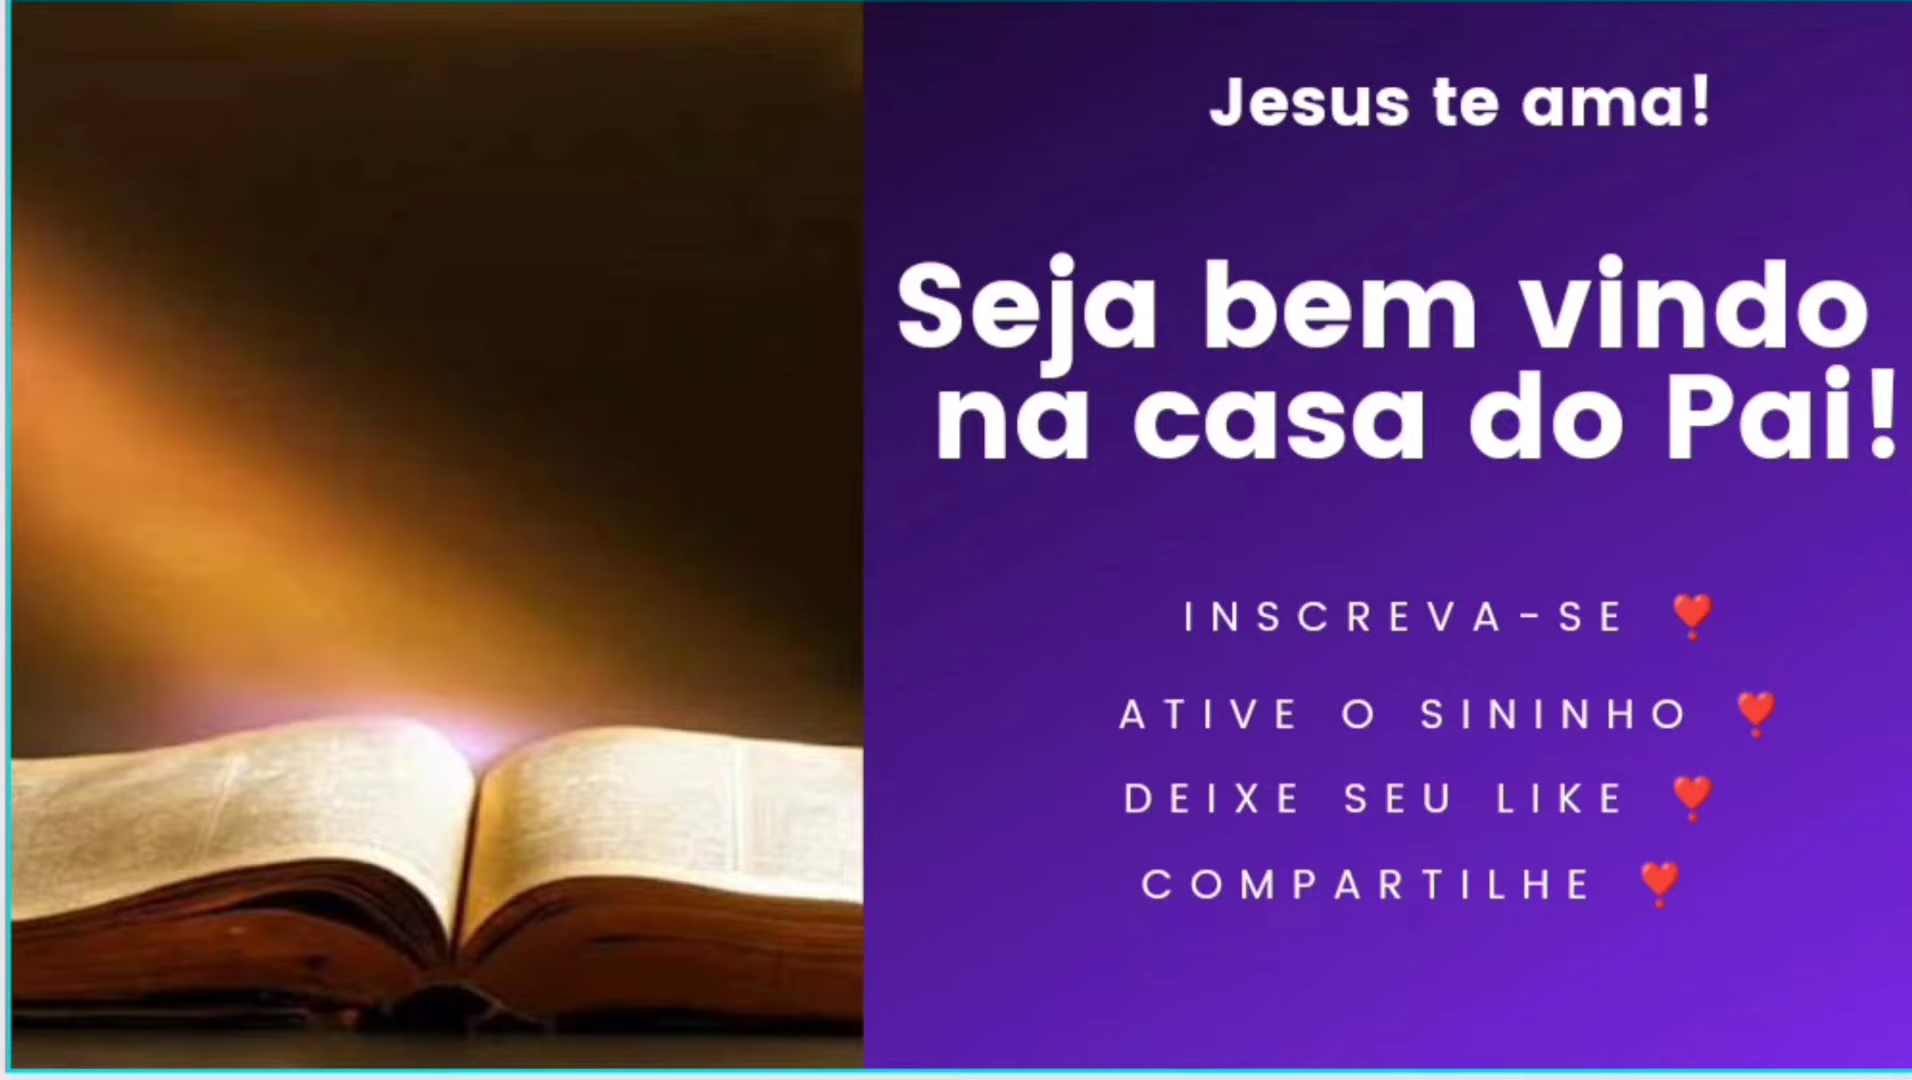 Jesus te ama!
Seja bem vindo
na casa do Pai!
INSCREVA-SE ❣️
ATIVE O SININHO ❣️
DEIXE SEU LIKE ❣️
COMPARTILHE ❣️